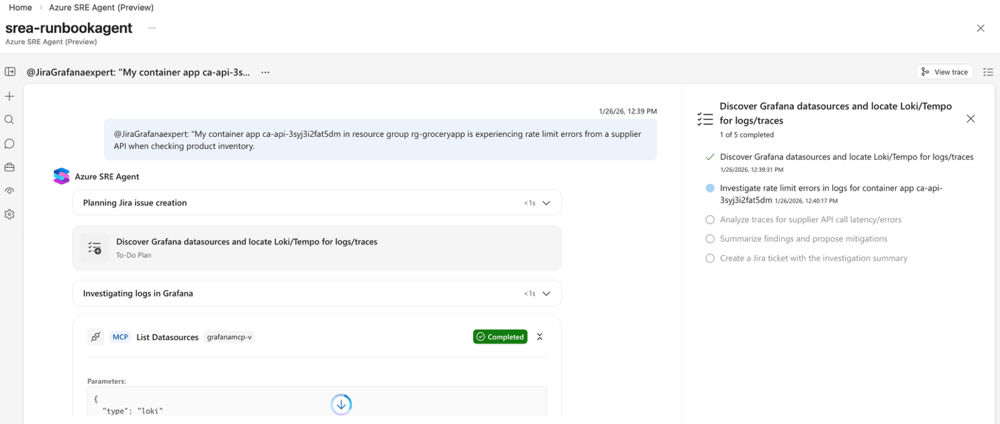 Home > Azure SRE Agent (Preview)
srea-runbookagent ...
Azure SRE Agent (Preview)
@JiraGrafanaexpert: "My container app ca-api-3s... ...
View trace
1/26/26, 12:39 PM
@JiraGrafanaexpert: "My container app ca-api-3syj3i2fat5dm in resource group rg-groceryapp is experiencing rate limit errors from a supplier
API when checking product inventory.
Azure SRE Agent
Planning Jira issue creation <1s
Discover Grafana datasources and locate Loki/Tempo for logs/traces
To-Do Plan
Investigating logs in Grafana <1s
MCP List Datasources grafanamcp-v Completed
Parameters:
{
"type": "loki"
Discover Grafana datasources and locate Loki/Tempo
for logs/traces
1 of 5 completed
Discover Grafana datasources and locate Loki/Tempo for logs/traces
1/26/2026, 12:39:31 PM
Investigate rate limit errors in logs for container app ca-api-
3syj3i2fat5dm 1/26/2026, 12:40:17 PM
Analyze traces for supplier API call latency/errors
Summarize findings and propose mitigations
Create a Jira ticket with the investigation summary